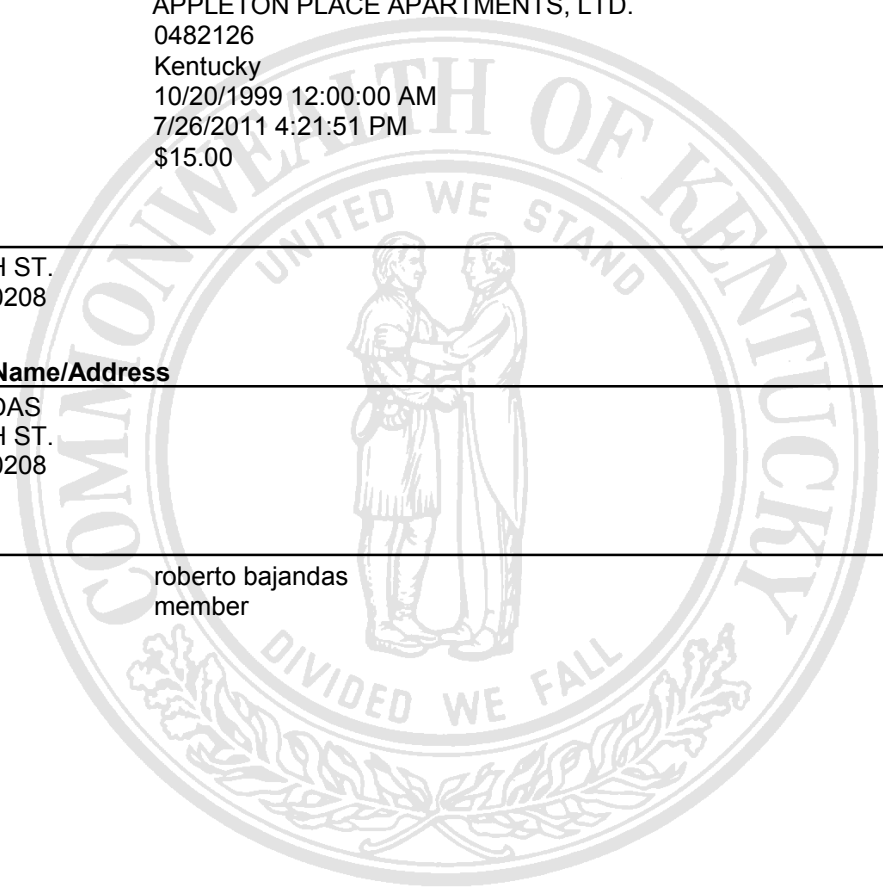 APPLETON PLACE APARTMENTS, LTD.
0482126
Kentucky
10/20/1999 12:00:00 AM
7/26/2011 4:21:51 PM
$15.00
COMMONWEALTH OF KENTUCKY
UNITED WE STAND
H ST.
0208
Name/Address
DAS
H ST.
0208
roberto bajandas
member
DIVIDED WE FALL